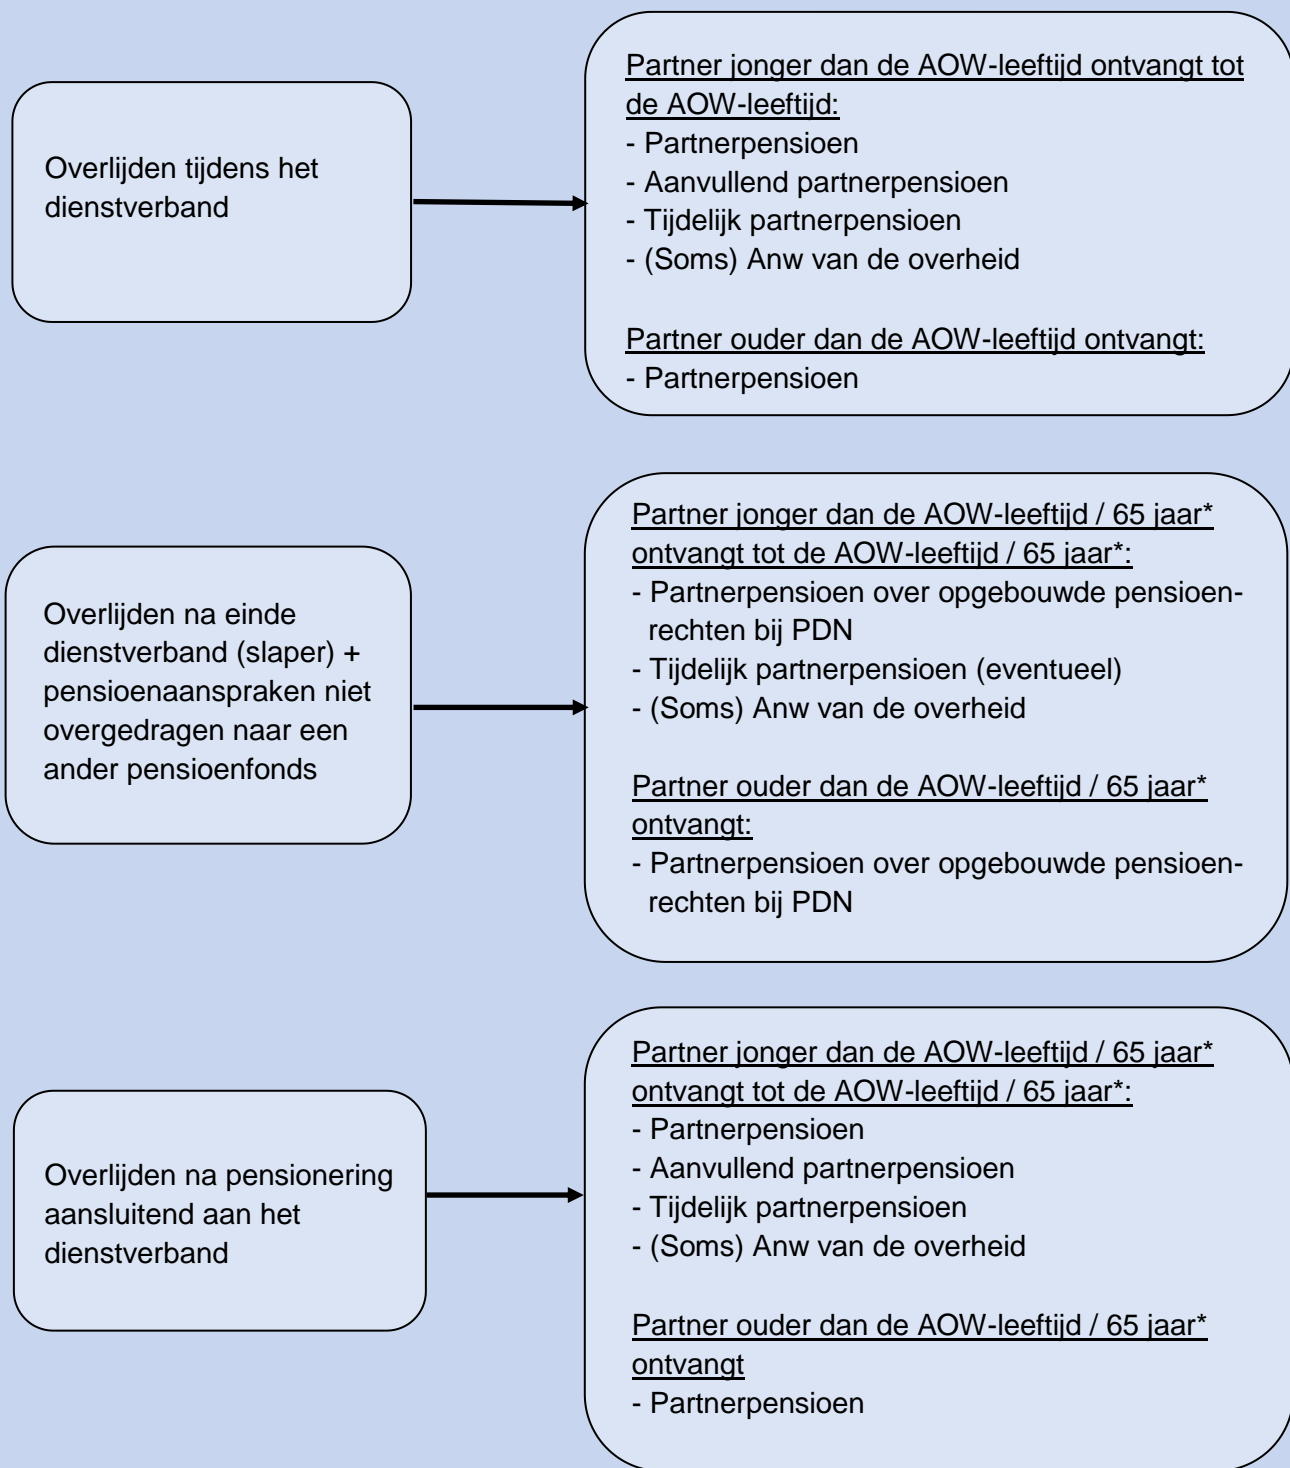 Overlijden tijdens het
dienstverband
Partner jonger dan de AOW-leeftijd ontvangt tot
de AOW-leeftijd:
- Partnerpensioen
- Aanvullend partnerpensioen
- Tijdelijk partnerpensioen
- (Soms) Anw van de overheid
Partner ouder dan de AOW-leeftijd ontvangt:
- Partnerpensioen
Overlijden na einde
dienstverband (slaper) +
pensioenaanspraken niet
overgedragen naar een
ander pensioenfonds
Partner jonger dan de AOW-leeftijd / 65 jaar*
ontvangt tot de AOW-leeftijd / 65 jaar*:
- Partnerpensioen over opgebouwde pensioen-
rechten bij PDN
- Tijdelijk partnerpensioen (eventueel)
- (Soms) Anw van de overheid
Partner ouder dan de AOW-leeftijd / 65 jaar*
ontvangt:
- Partnerpensioen over opgebouwde pensioen-
rechten bij PDN
Overlijden na pensionering
aansluitend aan het
dienstverband
Partner jonger dan de AOW-leeftijd / 65 jaar*
ontvangt tot de AOW-leeftijd / 65 jaar*:
- Partnerpensioen
- Aanvullend partnerpensioen
- Tijdelijk partnerpensioen
- (Soms) Anw van de overheid
Partner ouder dan de AOW-leeftijd / 65 jaar*
ontvangt
- Partnerpensioen